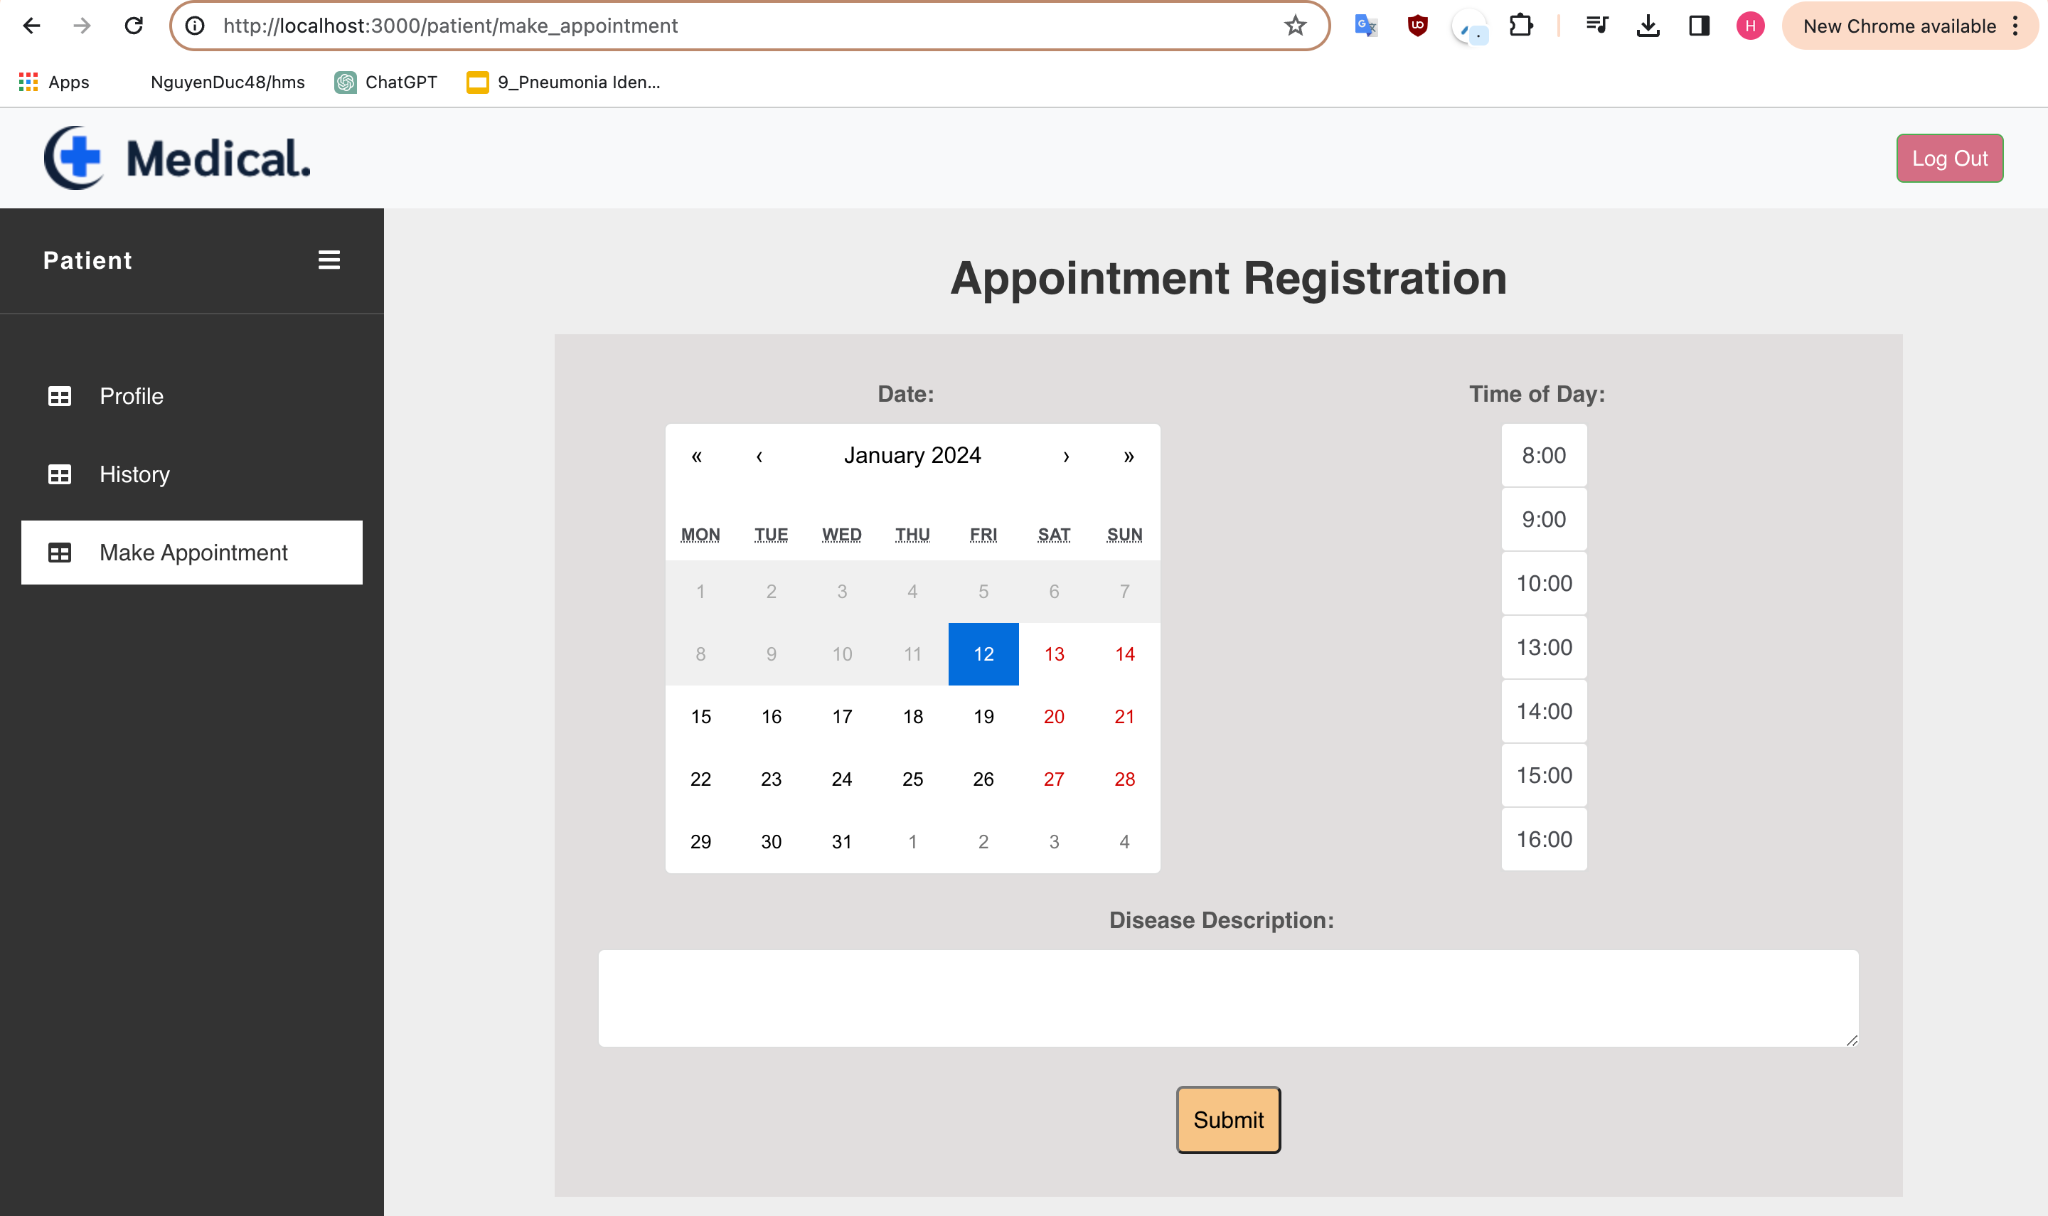 http://localhost:3000/patient/make_appointment
New Chrome available
H
Apps
NguyenDuc48/hms
ChatGPT
9_Pneumonia Iden...
Medical.
Log Out
Patient
Profile
History
Make Appointment
Appointment Registration
Date:
« ‹ January 2024 › »
MON TUE WED THU FRI SAT SUN
1 2 3 4 5 6 7
8 9 10 11 12 13 14
15 16 17 18 19 20 21
22 23 24 25 26 27 28
29 30 31 1 2 3 4
Time of Day:
8:00
9:00
10:00
13:00
14:00
15:00
16:00
Disease Description:
Submit